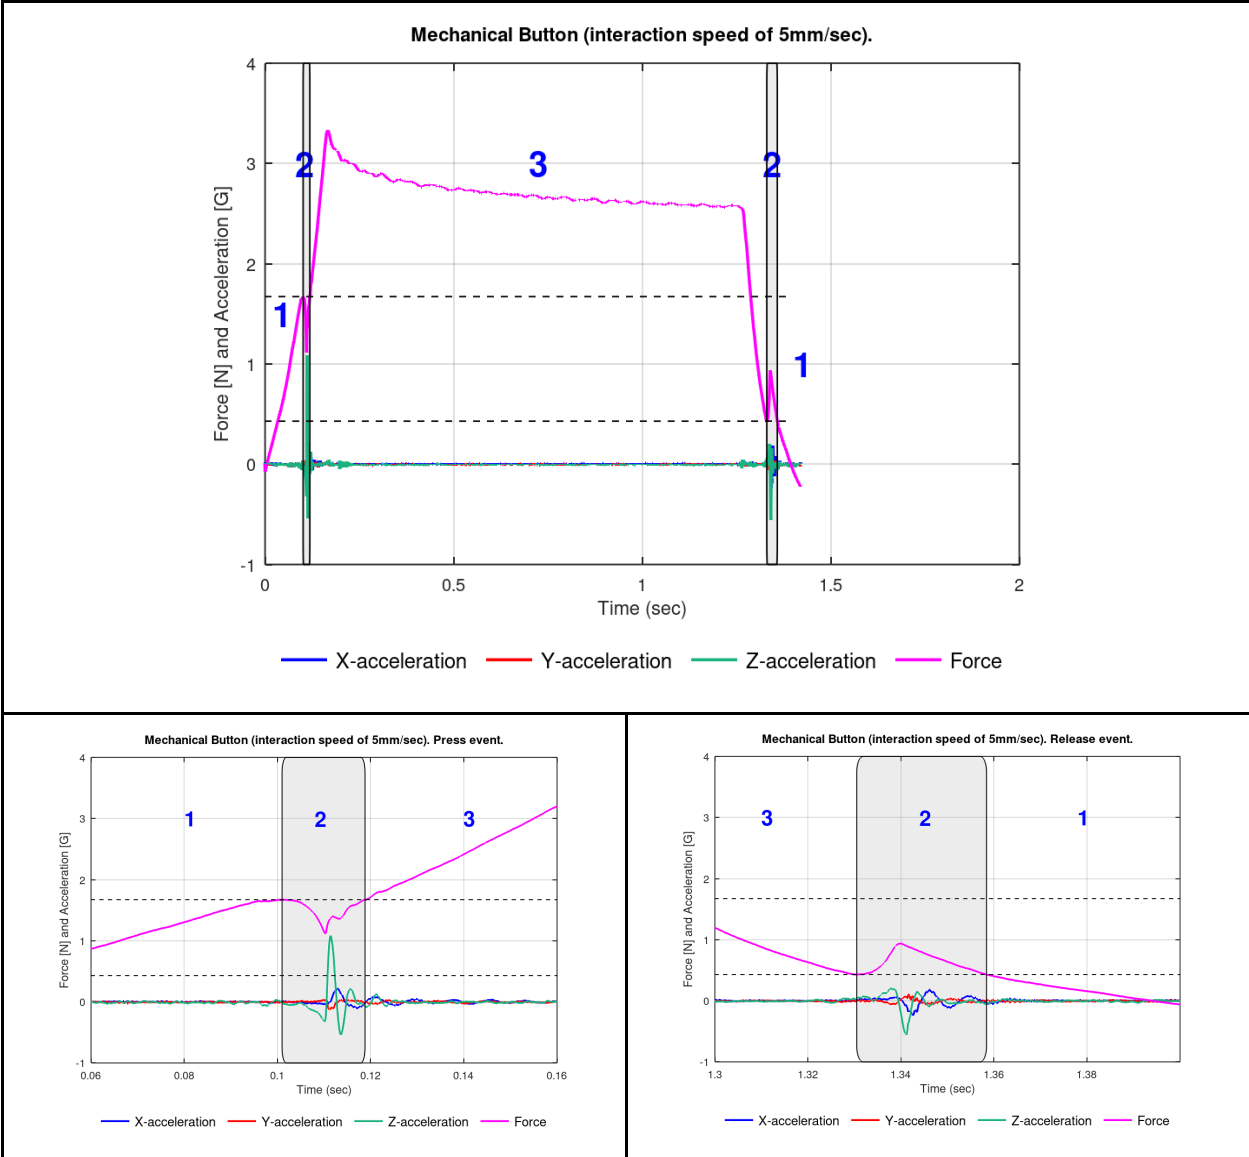 Mechanical Button (interaction speed of 5mm/sec).
Force [N] and Acceleration [G]
4
3
2
1
0
-1
2
3
2
1
1
0
0.5
1
1.5
2
Time (sec)
X-acceleration Y-acceleration Z-acceleration Force
Mechanical Button (interaction speed of 5mm/sec). Press event.
Force [N] and Acceleration [G]
4
3
2
1
0
-1
1 2 3
0.06 0.08 0.1 0.12 0.14 0.16
Time (sec)
X-acceleration Y-acceleration Z-acceleration Force
Mechanical Button (interaction speed of 5mm/sec). Release event.
Force [N] and Acceleration [G]
4
3
2
1
0
-1
3 2 1
1.3 1.32 1.34 1.36 1.38
Time (sec)
X-acceleration Y-acceleration Z-acceleration Force